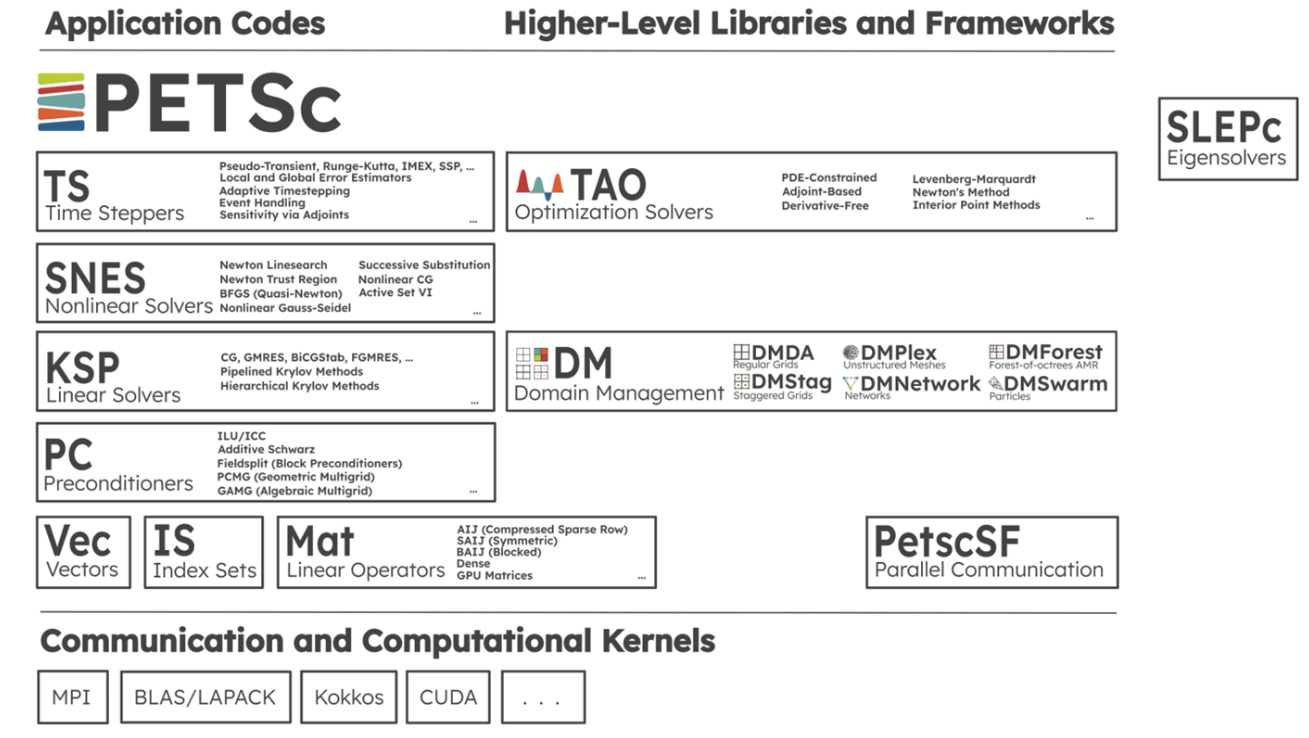 Application Codes
Higher-Level Libraries and Frameworks
PETSc
SLEPc
Eigensolvers
TS
Time Steppers
Pseudo-Transient, Runge-Kutta, IMEX, SSP, ...
Local and Global Error Estimators
Adaptive Timestepping
Event Handling
Sensitivity via Adjoints
...
TAO
Optimization Solvers
PDE-Constrained
Adjoint-Based
Derivative-Free
Levenberg-Marquardt
Newton's Method
Interior Point Methods
...
SNES
Nonlinear Solvers
Newton Linesearch
Newton Trust Region
BFGS (Quasi-Newton)
Nonlinear Gauss-Seidel
Successive Substitution
Nonlinear CG
Active Set VI
...
KSP
Linear Solvers
CG, GMRES, BiCGStab, FGMRES, ...
Pipelined Krylov Methods
Hierarchical Krylov Methods
...
DM
Domain Management
DMDA
Regular Grids
DMStag
Staggered Grids
DMPlex
Unstructured Meshes
DMNetwork
Networks
DMForest
Forest-of-octrees AMR
DMSwarm
Particles
PC
Preconditioners
ILU/ICC
Additive Schwarz
Fieldsplit (Block Preconditioners)
PCMG (Geometric Multigrid)
GAMG (Algebraic Multigrid)
...
Vec
Vectors
IS
Index Sets
Mat
Linear Operators
AIJ (Compressed Sparse Row)
SAIJ (Symmetric)
BAIJ (Blocked)
Dense
GPU Matrices
...
PetscSF
Parallel Communication
Communication and Computational Kernels
MPI
BLAS/LAPACK
Kokkos
CUDA
. . .